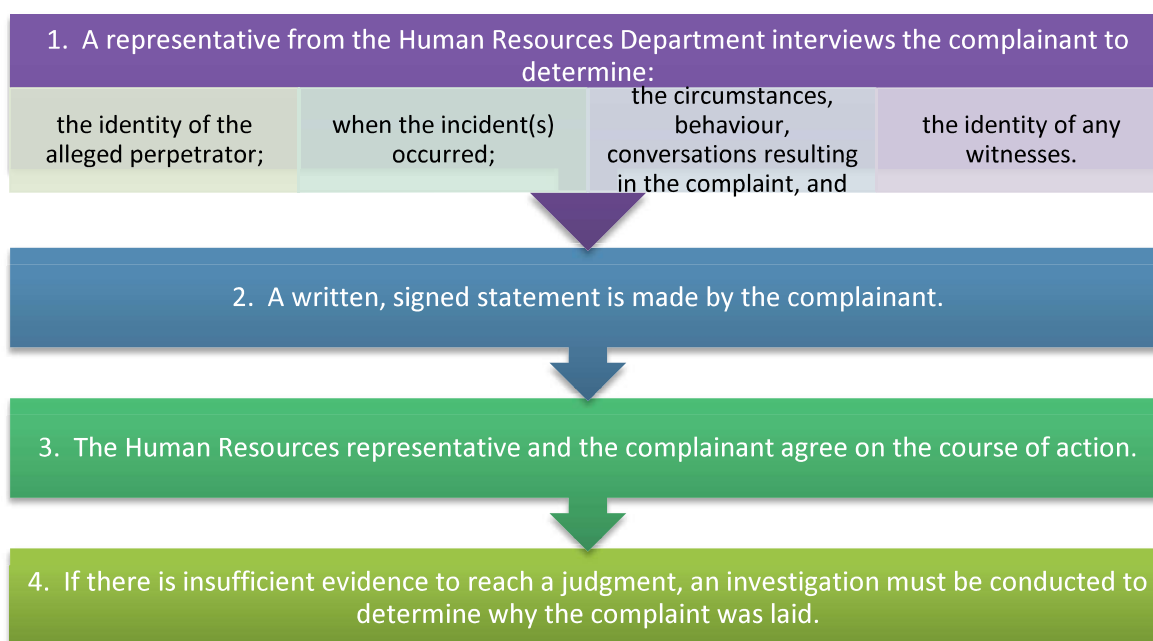 1. A representative from the Human Resources Department interviews the complainant to
determine:
the identity of the
alleged perpetrator;
when the incident(s)
occurred;
the circumstances,
behaviour,
conversations resulting
in the complaint, and
the identity of any
witnesses.
2. A written, signed statement is made by the complainant.
3. The Human Resources representative and the complainant agree on the course of action.
4. If there is insufficient evidence to reach a judgment, an investigation must be conducted to
determine why the complaint was laid.